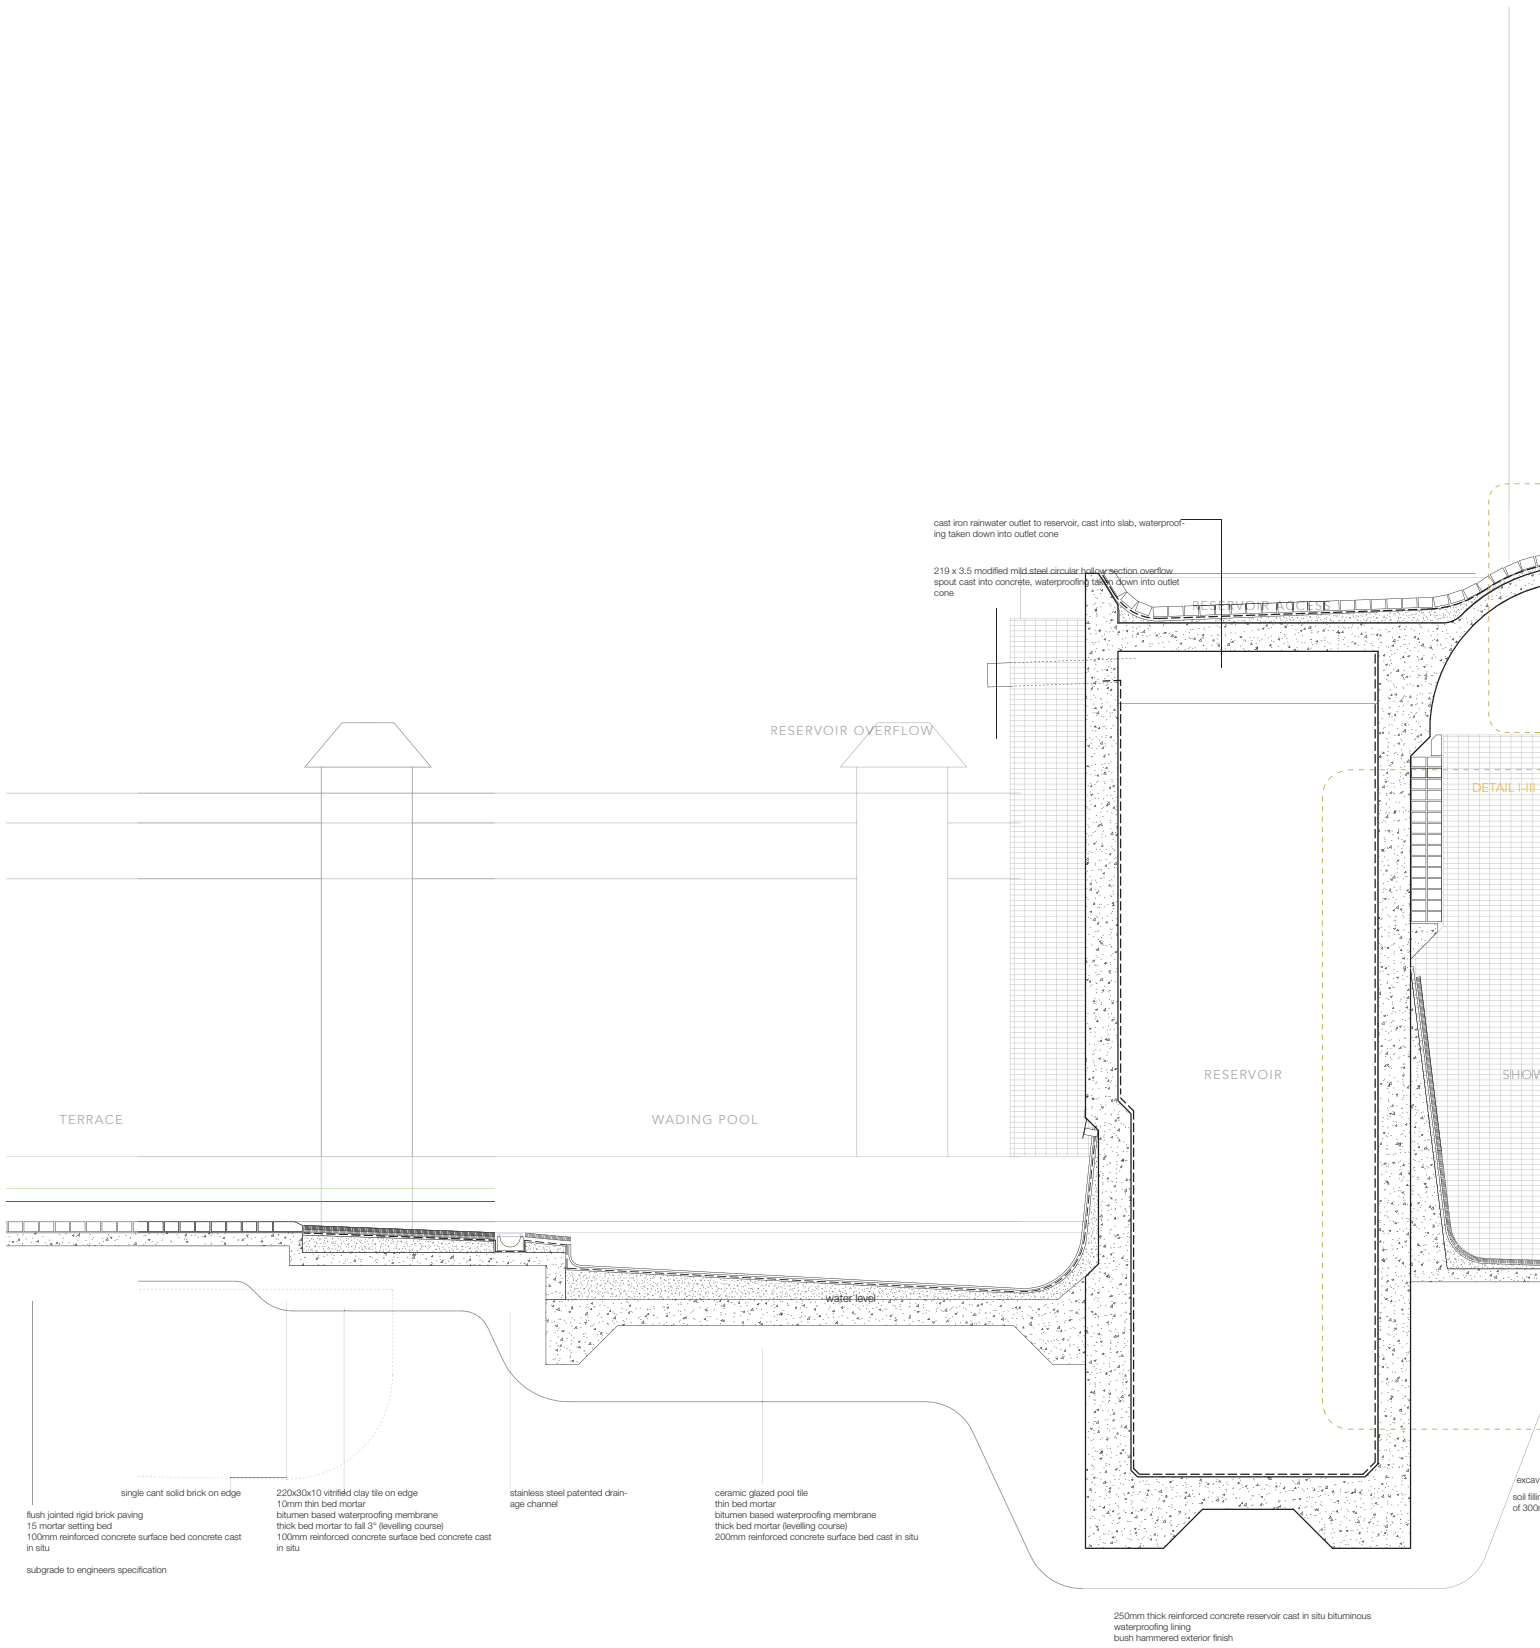 cast iron rainwater outlet to reservoir, cast into slab, waterproof-
ing taken down into outlet cone
219 x 3.5 modified mild steel circular hollow section overflow
spout cast into concrete, waterproofing taken down into outlet
cone
RESERVOIR ACCESS
RESERVOIR OVERFLOW
DETAIL I-III
RESERVOIR
SHOW
TERRACE
WADING POOL
water level
single cant solid brick on edge
flush jointed rigid brick paving
15 mortar setting bed
100mm reinforced concrete surface bed concrete cast
in situ
subgrade to engineers specification
220x30x10 vitrified clay tile on edge
10mm thin bed mortar
bitumen based waterproofing membrane
thick bed mortar to fall 3° (levelling course)
100mm reinforced concrete surface bed concrete cast
in situ
stainless steel patented drain-
age channel
ceramic glazed pool tile
thin bed mortar
bitumen based waterproofing membrane
thick bed mortar (levelling course)
200mm reinforced concrete surface bed cast in situ
excav
soil fillin
of 300m
250mm thick reinforced concrete reservoir cast in situ bituminous
waterproofing lining
bush hammered exterior finish